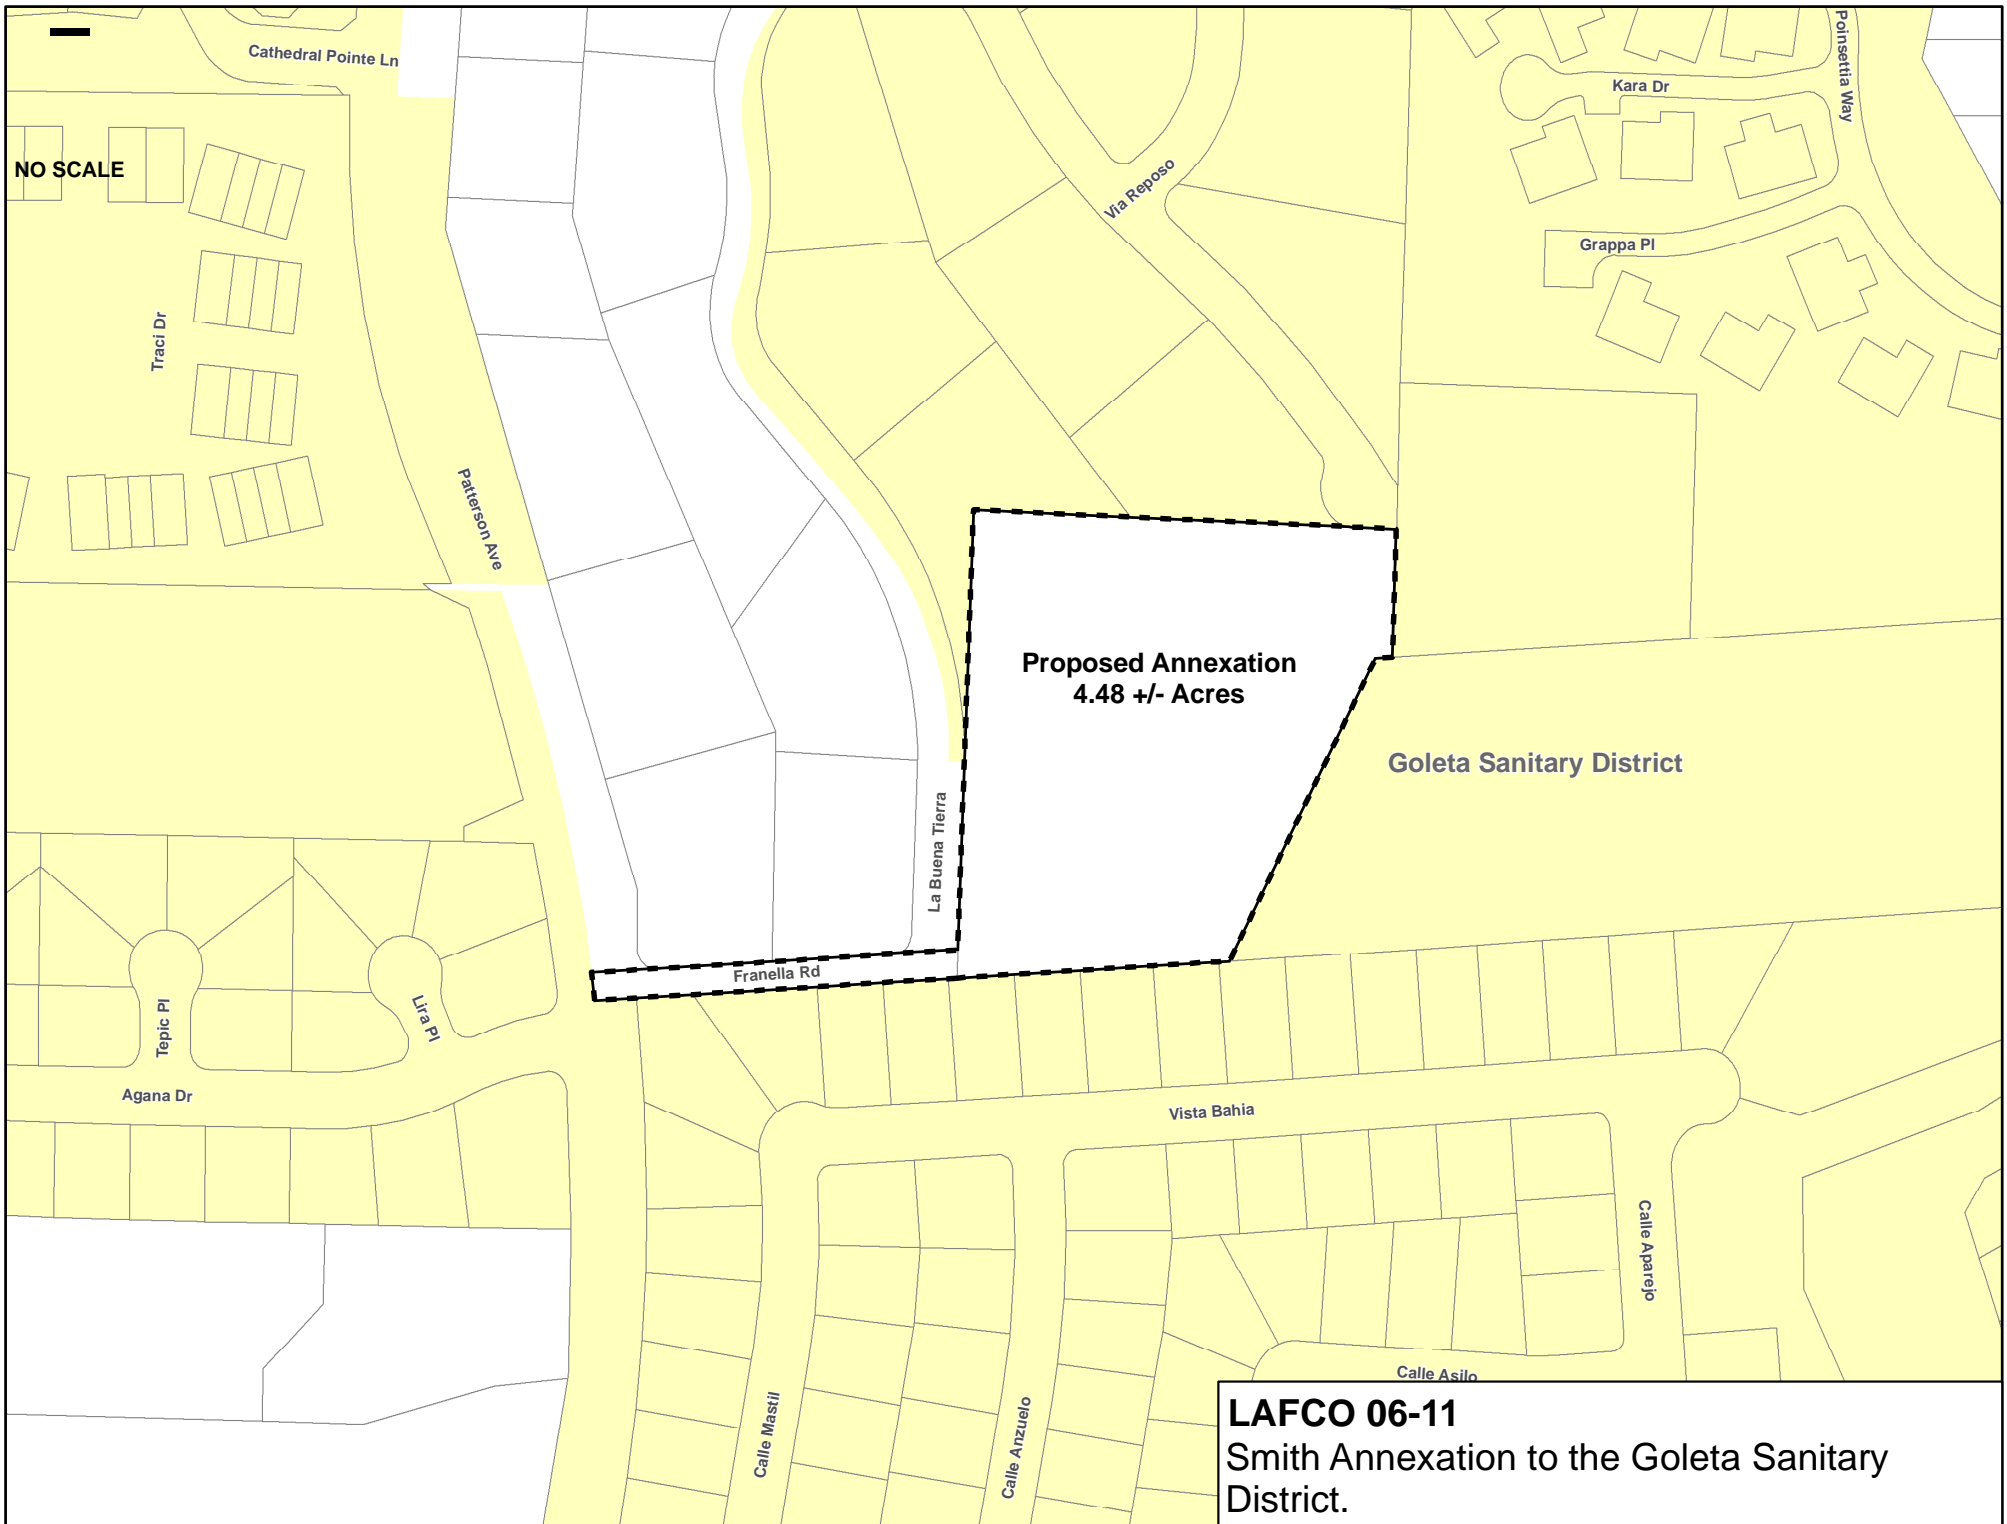 Cathedral Pointe Ln
Poinsettia Way
Kara Dr
NO SCALE
Via Reposo
Grappa Pl
Traci Dr
Patterson Ave
Proposed Annexation
4.48 +/- Acres
Goleta Sanitary District
La Buena Tierra
Franella Rd
Tepic Pl
Lira Pl
Agana Dr
Vista Bahia
Calle Aparejo
Calle Asilo
Calle Mastil
Calle Anzuelo
LAFCO 06-11
Smith Annexation to the Goleta Sanitary
District.